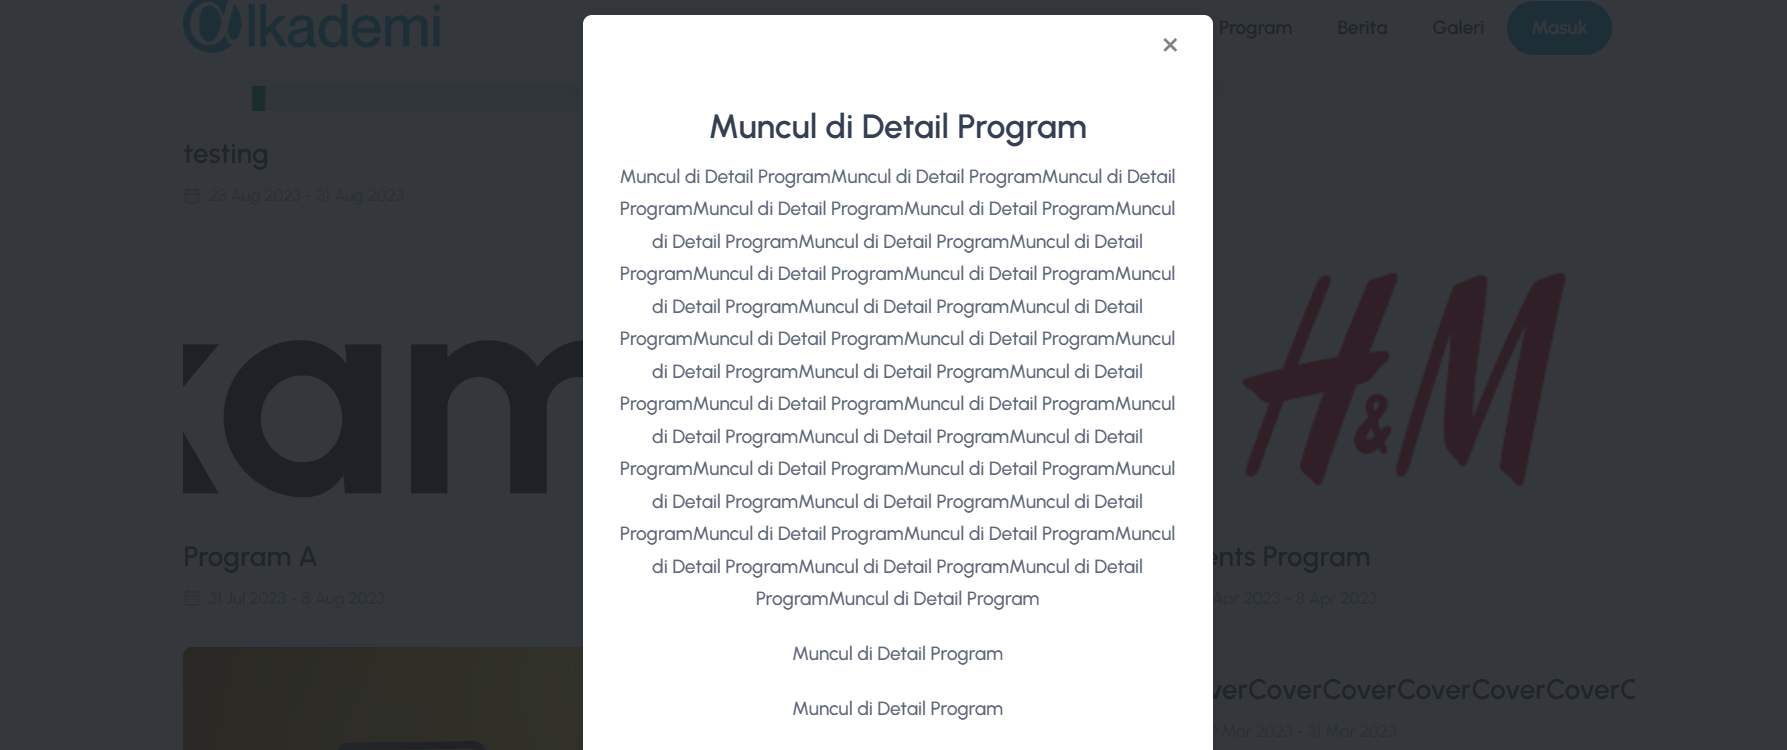 αlkademi
Program
Berita
Galeri
Masuk
×
testing
23 Aug 2023 - 31 Aug 2023
Muncul di Detail Program
Muncul di Detail ProgramMuncul di Detail ProgramMuncul di Detail
ProgramMuncul di Detail ProgramMuncul di Detail ProgramMuncul
di Detail ProgramMuncul di Detail ProgramMuncul di Detail
ProgramMuncul di Detail ProgramMuncul di Detail ProgramMuncul
di Detail ProgramMuncul di Detail ProgramMuncul di Detail
ProgramMuncul di Detail ProgramMuncul di Detail ProgramMuncul
di Detail ProgramMuncul di Detail ProgramMuncul di Detail
ProgramMuncul di Detail ProgramMuncul di Detail ProgramMuncul
di Detail ProgramMuncul di Detail ProgramMuncul di Detail
ProgramMuncul di Detail ProgramMuncul di Detail ProgramMuncul
di Detail ProgramMuncul di Detail ProgramMuncul di Detail
ProgramMuncul di Detail ProgramMuncul di Detail ProgramMuncul
di Detail ProgramMuncul di Detail ProgramMuncul di Detail
ProgramMuncul di Detail Program
Muncul di Detail Program
Muncul di Detail Program
kam
Program A
31 Jul 2023 - 8 Aug 2023
H&M
ents Program
Apr 2023 - 8 Apr 2023
verCoverCoverCoverCoverCoverC
Mar 2023 - 31 Mar 2023